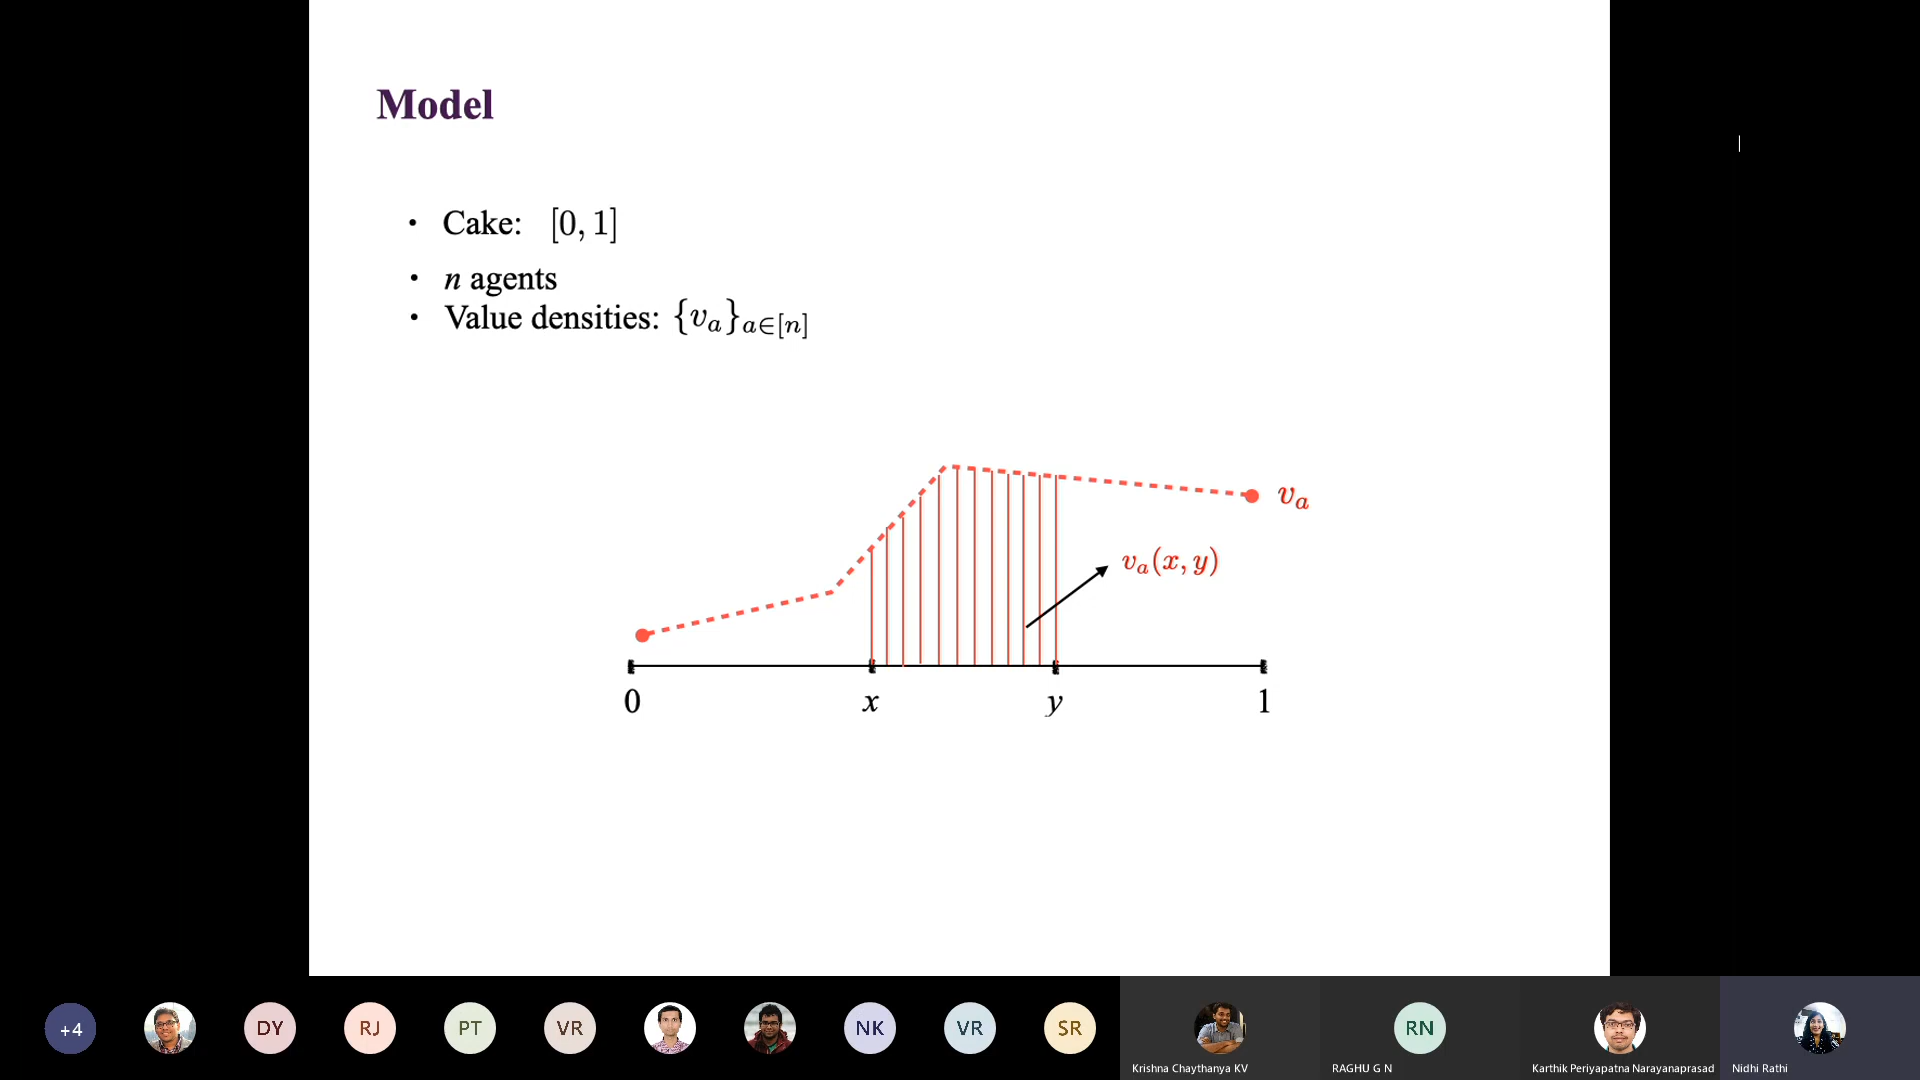 Model
• Cake: [0, 1]
• n agents
• Value densities: {v_a}_{a∈[n]}
v_a
v_a(x, y)
0 x y 1
+4 DY RJ PT VR NK VR SR RN
Krishna Chaythanya KV RAGHU G N Karthik Periyapatna Narayanaprasad Nidhi Rathi